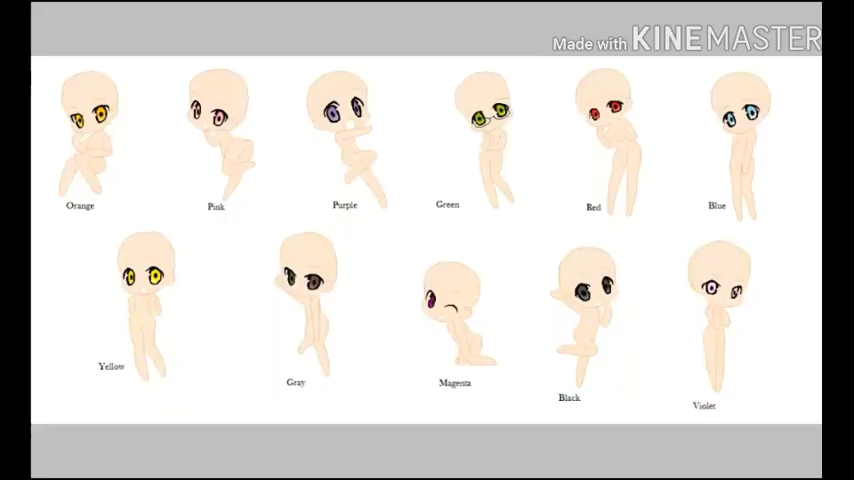 Made with KINEMASTER
Orange
Pink
Purple
Green
Red
Blue
Yellow
Gray
Magenta
Black
Violet